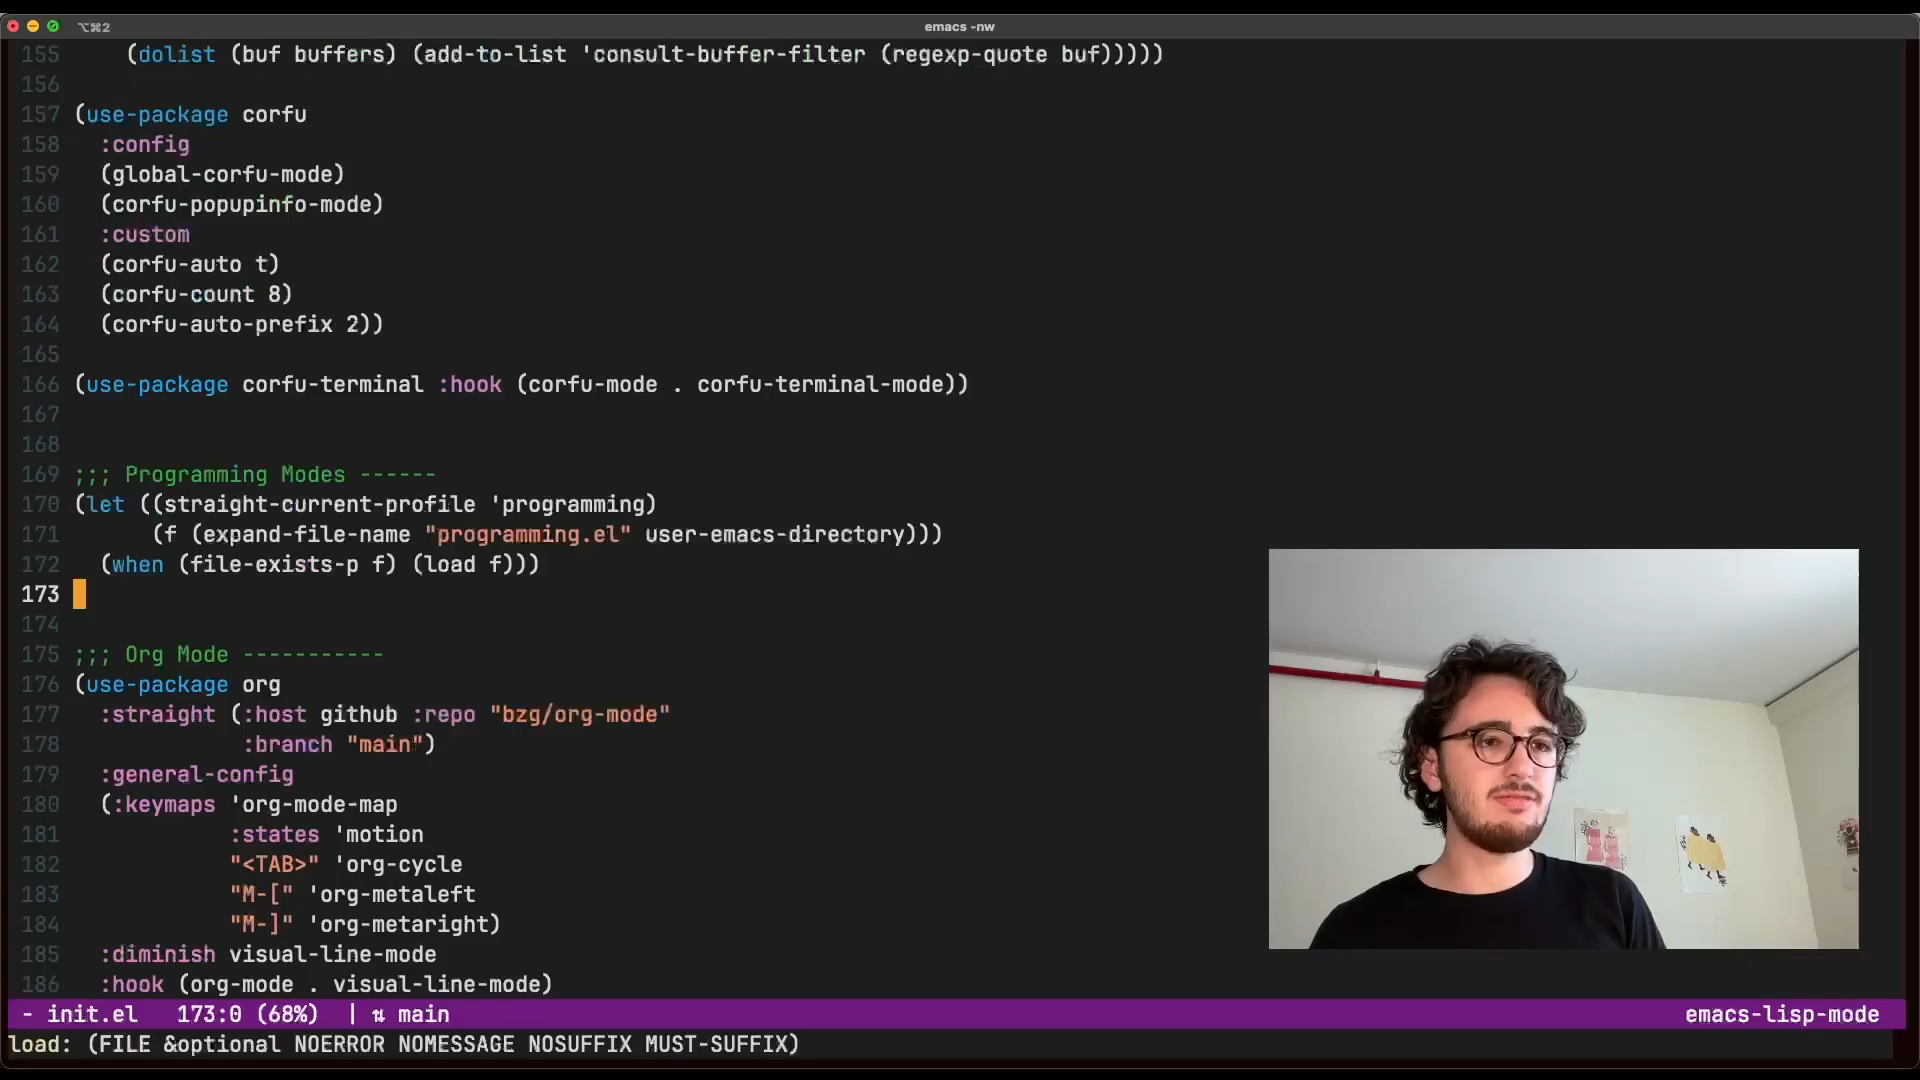 ⌥⌘2
emacs -nw
155 (dolist (buf buffers) (add-to-list 'consult-buffer-filter (regexp-quote buf)))))
156
157 (use-package corfu
158 :config
159 (global-corfu-mode)
160 (corfu-popupinfo-mode)
161 :custom
162 (corfu-auto t)
163 (corfu-count 8)
164 (corfu-auto-prefix 2))
165
166 (use-package corfu-terminal :hook (corfu-mode . corfu-terminal-mode))
167
168
169 ;;; Programming Modes ------
170 (let ((straight-current-profile 'programming)
171 (f (expand-file-name "programming.el" user-emacs-directory)))
172 (when (file-exists-p f) (load f)))
173
174
175 ;;; Org Mode -----------
176 (use-package org
177 :straight (:host github :repo "bzg/org-mode"
178 :branch "main")
179 :general-config
180 (:keymaps 'org-mode-map
181 :states 'motion
182 "<TAB>" 'org-cycle
183 "M-[" 'org-metaleft
184 "M-]" 'org-metaright)
185 :diminish visual-line-mode
186 :hook (org-mode . visual-line-mode)
- init.el 173:0 (68%) | ⇅ main emacs-lisp-mode
load: (FILE &optional NOERROR NOMESSAGE NOSUFFIX MUST-SUFFIX)